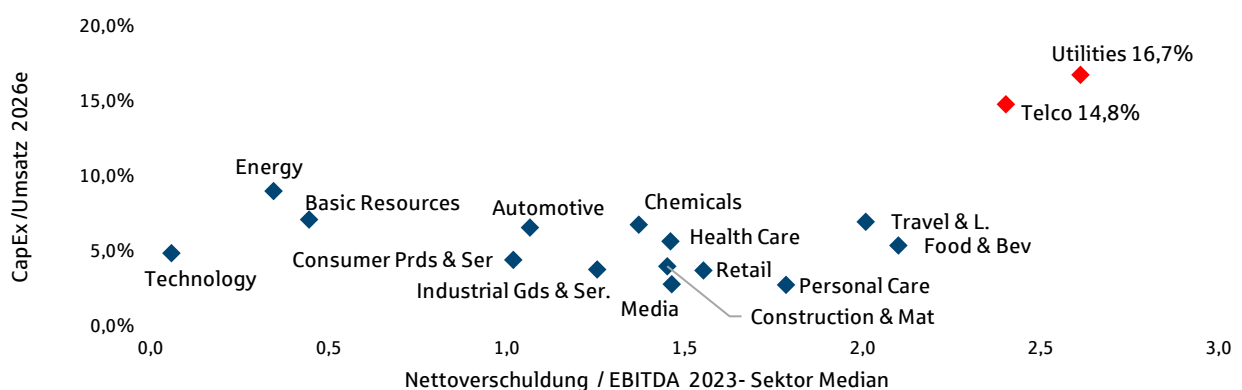 20,0%
15,0%
10,0%
5,0%
0,0%
CapEx /Umsatz 2026e
Utilities 16,7%
Telco 14,8%
Energy
Basic Resources
Technology
Automotive
Consumer Prds & Ser
Industrial Gds & Ser.
Chemicals
Health Care
Retail
Media
Construction & Mat
Personal Care
Travel & L.
Food & Bev
0,0
0,5
1,0
1,5
2,0
2,5
3,0
Nettoverschuldung / EBITDA 2023- Sektor Median